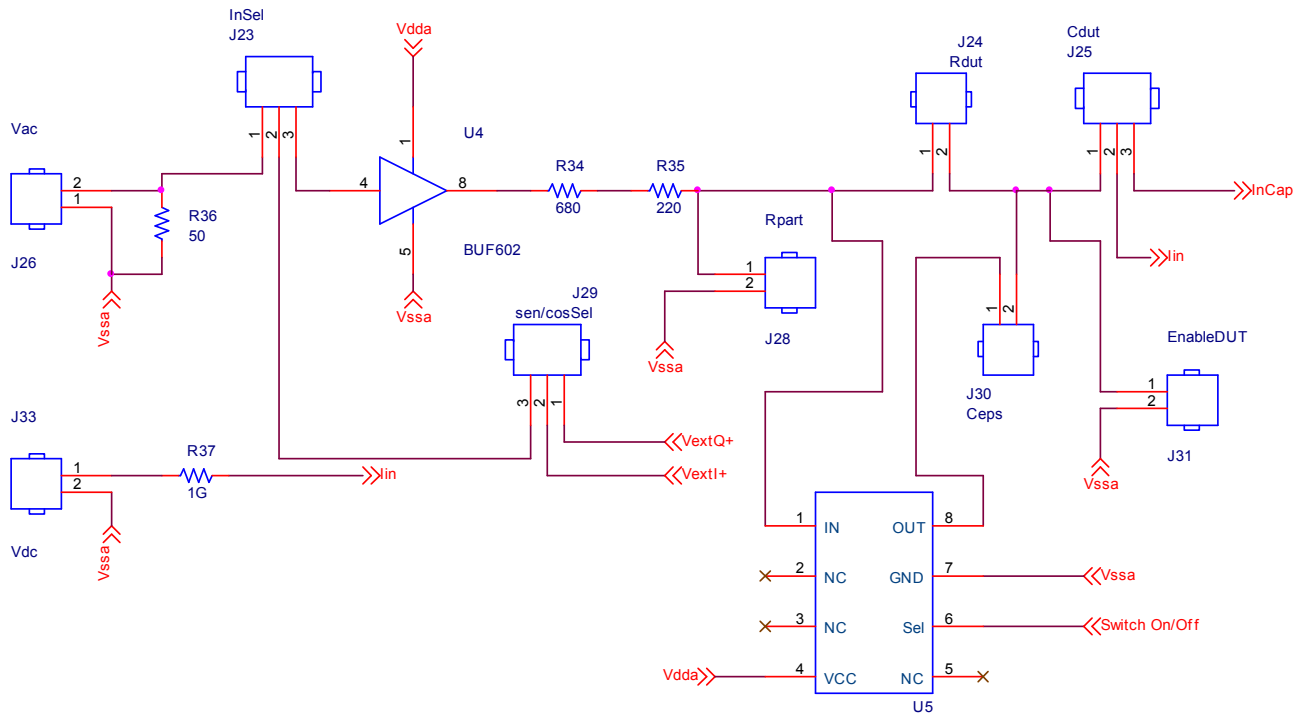 InSel
J23
1
2
3
Vdda
1
U4
4
8
5
BUF602
Vssa
Vac
2
1
J26
R36
50
Vssa
R34
680
R35
220
Rpart
1
2
J28
Vssa
J24
Rdut
1
2
Cdut
J25
1
2
3
InCap
Iin
J29
sen/cosSel
3
2
1
VextQ+
VextI+
1
2
J30
Ceps
EnableDUT
1
2
J31
Vssa
J33
1
2
Vdc
R37
1G
Iin
Vssa
1 IN OUT 8
2 NC GND 7 Vssa
3 NC Sel 6 Switch On/Off
Vdda 4 VCC NC 5
U5